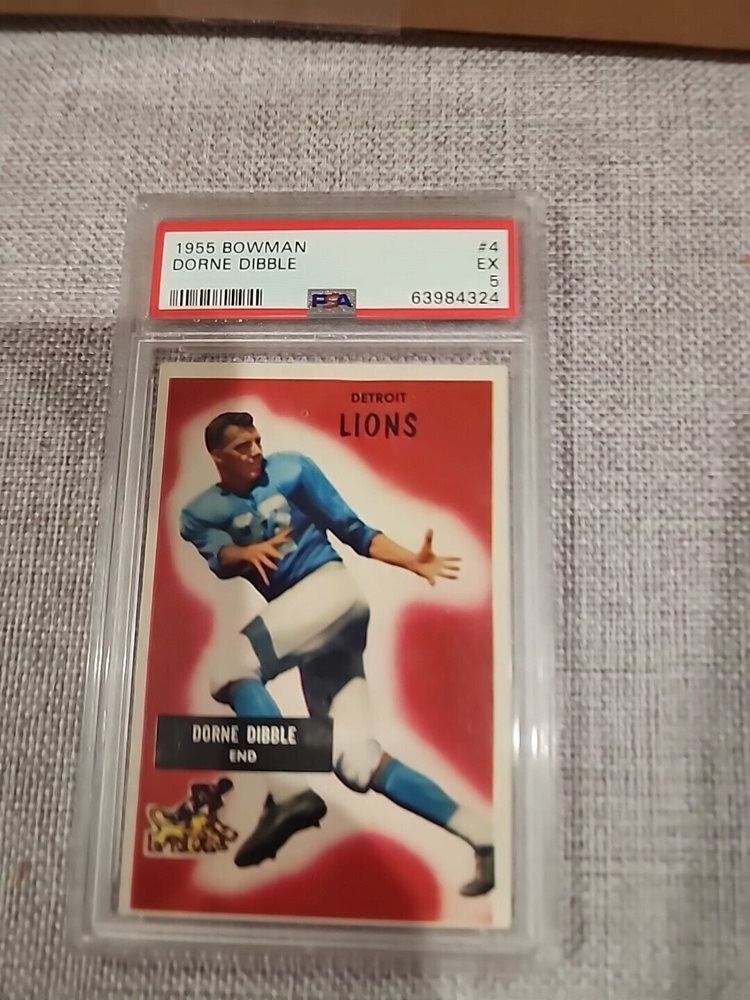 1955 BOWMAN #4
DORNE DIBBLE EX
5
PSA 63984324
DETROIT
LIONS
DORNE DIBBLE
END